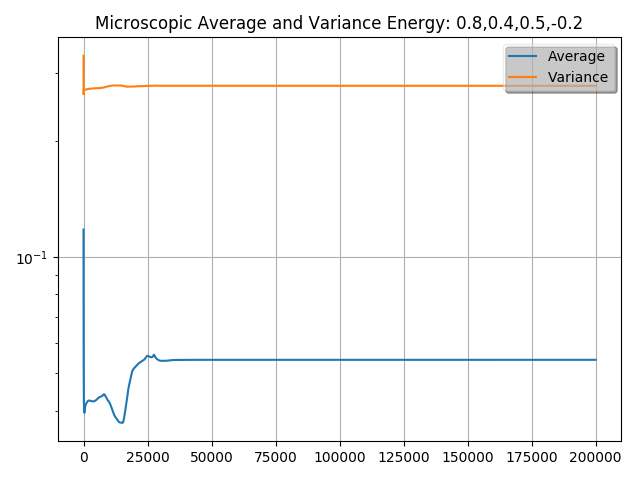 Microscopic Average and Variance Energy: 0.8,0.4,0.5,-0.2
Average
Variance
10⁻¹
0 25000 50000 75000 100000 125000 150000 175000 200000